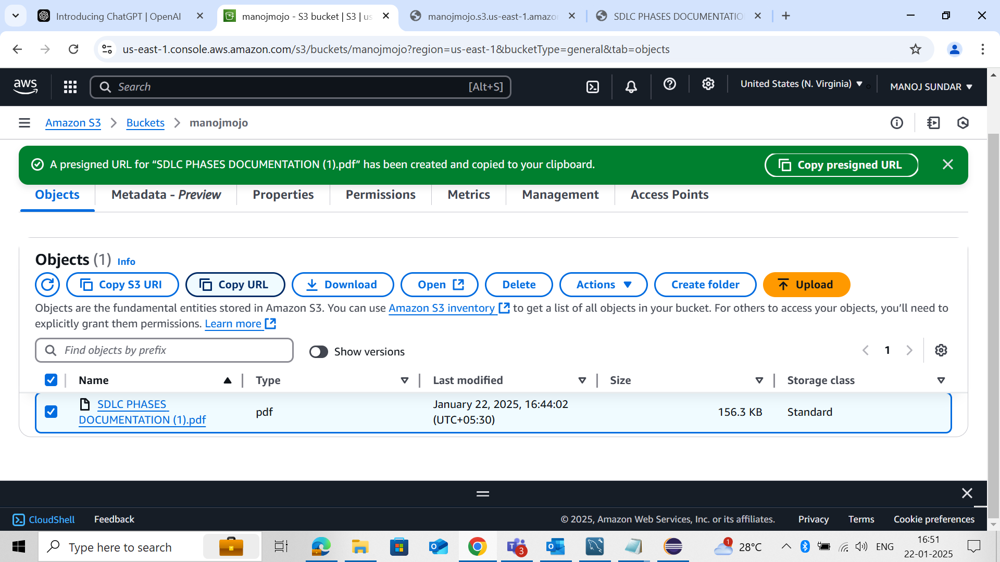 Introducing ChatGPT | OpenAI
manojmojo - S3 bucket | S3 | us
manojmojo.s3.us-east-1.amazo
SDLC PHASES DOCUMENTATIO
us-east-1.console.aws.amazon.com/s3/buckets/manojmojo?region=us-east-1&bucketType=general&tab=objects
aws
Search
[Alt+S]
United States (N. Virginia)
MANOJ SUNDAR
Amazon S3
Buckets
manojmojo
A presigned URL for “SDLC PHASES DOCUMENTATION (1).pdf” has been created and copied to your clipboard.
Copy presigned URL
Objects
Metadata - Preview
Properties
Permissions
Metrics
Management
Access Points
Objects (1) Info
Copy S3 URI
Copy URL
Download
Open
Delete
Actions
Create folder
Upload
Objects are the fundamental entities stored in Amazon S3. You can use Amazon S3 inventory to get a list of all objects in your bucket. For others to access your objects, you’ll need to
explicitly grant them permissions. Learn more
Find objects by prefix
Show versions
1
Name
Type
Last modified
Size
Storage class
SDLC PHASES
DOCUMENTATION (1).pdf
pdf
January 22, 2025, 16:44:02
(UTC+05:30)
156.3 KB
Standard
CloudShell
Feedback
© 2025, Amazon Web Services, Inc. or its affiliates.
Privacy
Terms
Cookie preferences
Type here to search
3
1
28°C
ENG
16:51
22-01-2025